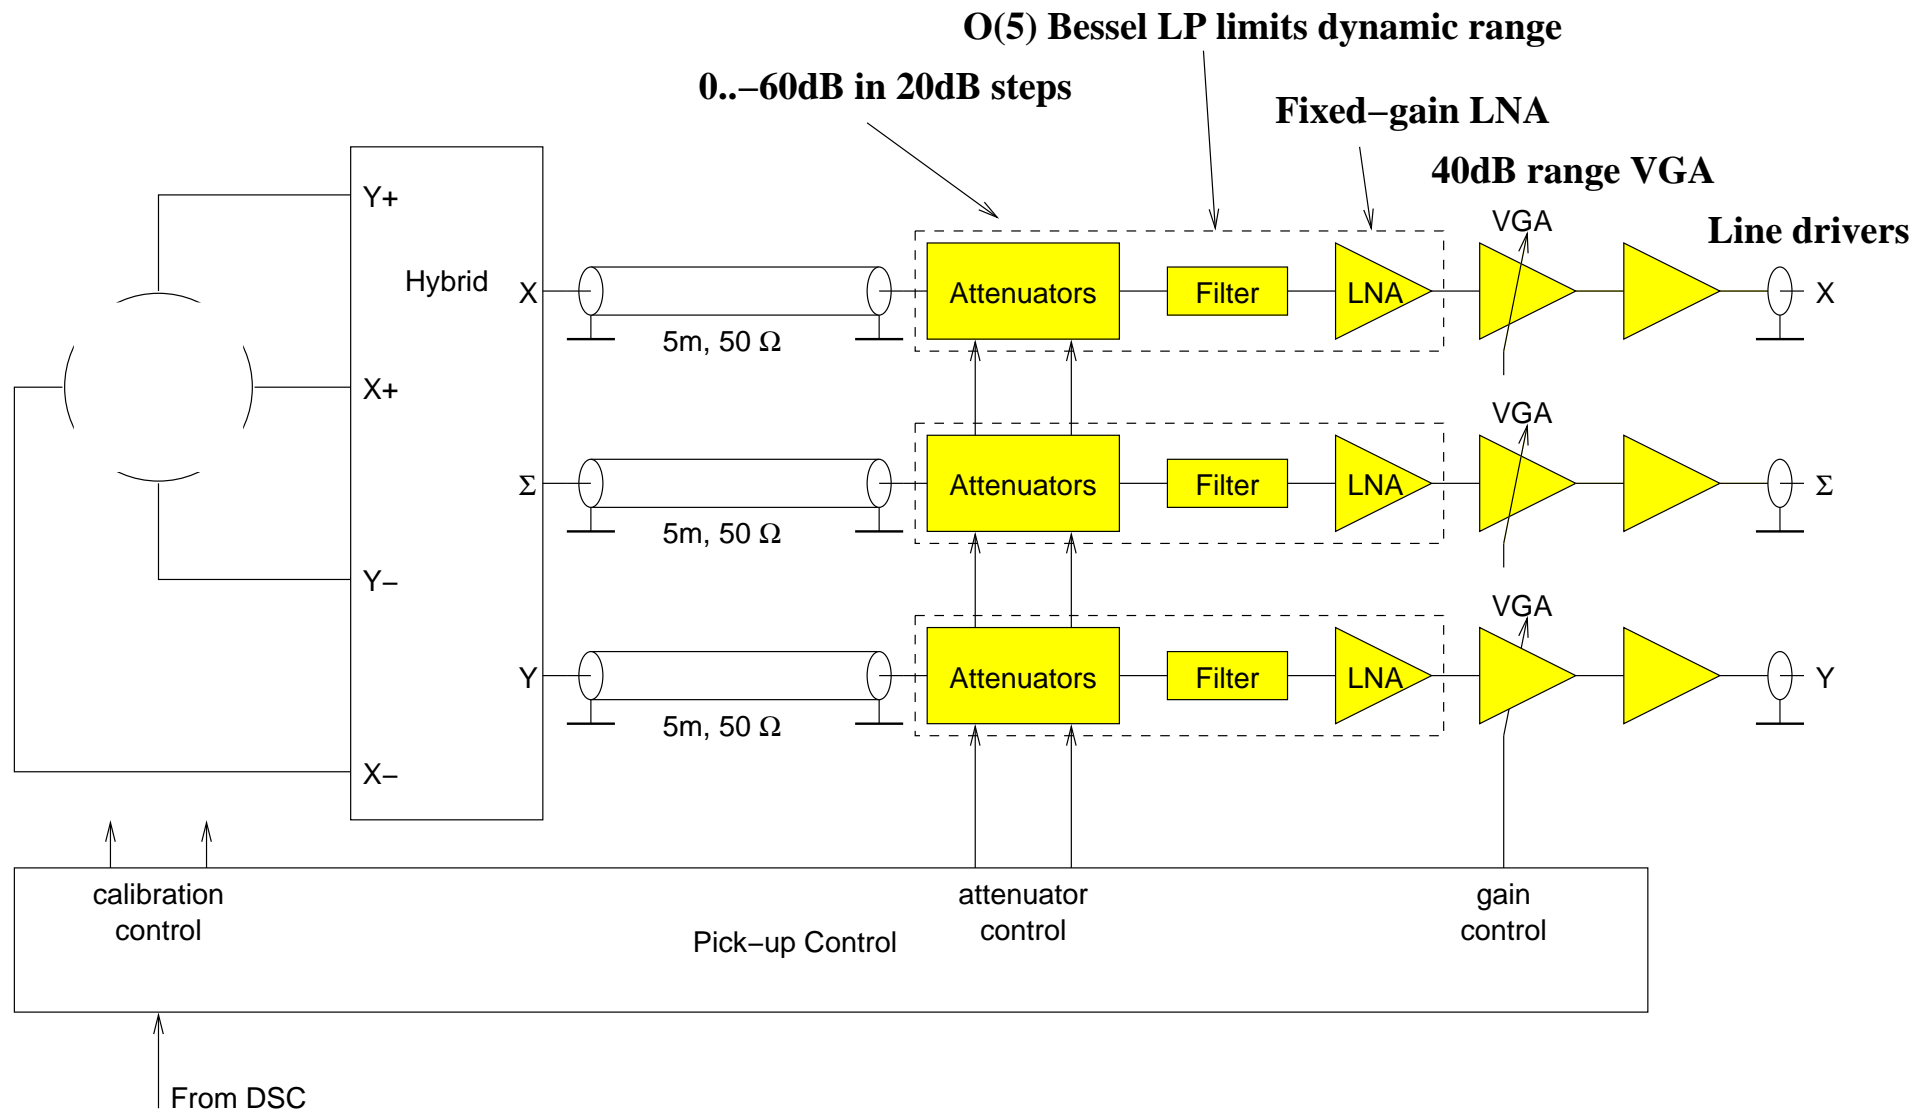 O(5) Bessel LP limits dynamic range
0..−60dB in 20dB steps
Fixed−gain LNA
40dB range VGA
Line drivers
Y+
Hybrid
X
5m, 50 Ω
Attenuators
Filter
LNA
VGA
X
X+
Σ
5m, 50 Ω
Attenuators
Filter
LNA
VGA
Σ
Y−
Y
5m, 50 Ω
Attenuators
Filter
LNA
VGA
Y
X−
calibration
control
attenuator
control
gain
control
Pick−up Control
From DSC